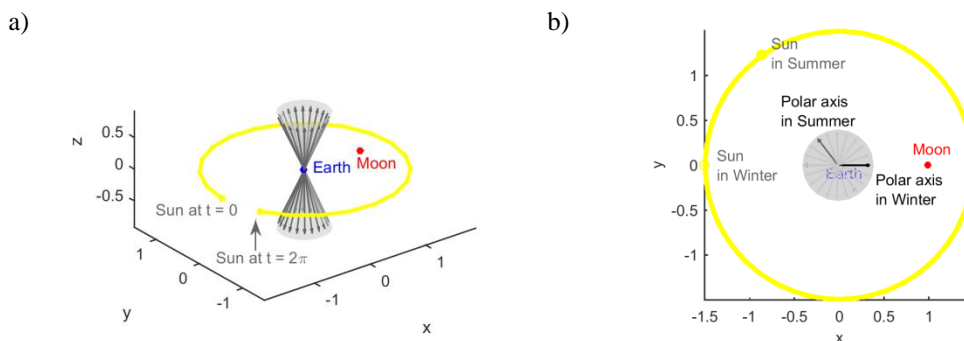 a)
z
0.5
0
-0.5
Earth
Moon
Sun at t = 0
Sun at t = 2π
1
0
-1
y
-1
0
1
x
b)
1
0.5
0
-0.5
-1
y
Sun
in Summer
Polar axis
in Summer
Moon
Sun
in Winter
Earth
Polar axis
in Winter
-1.5
-1
-0.5
0
0.5
1
x